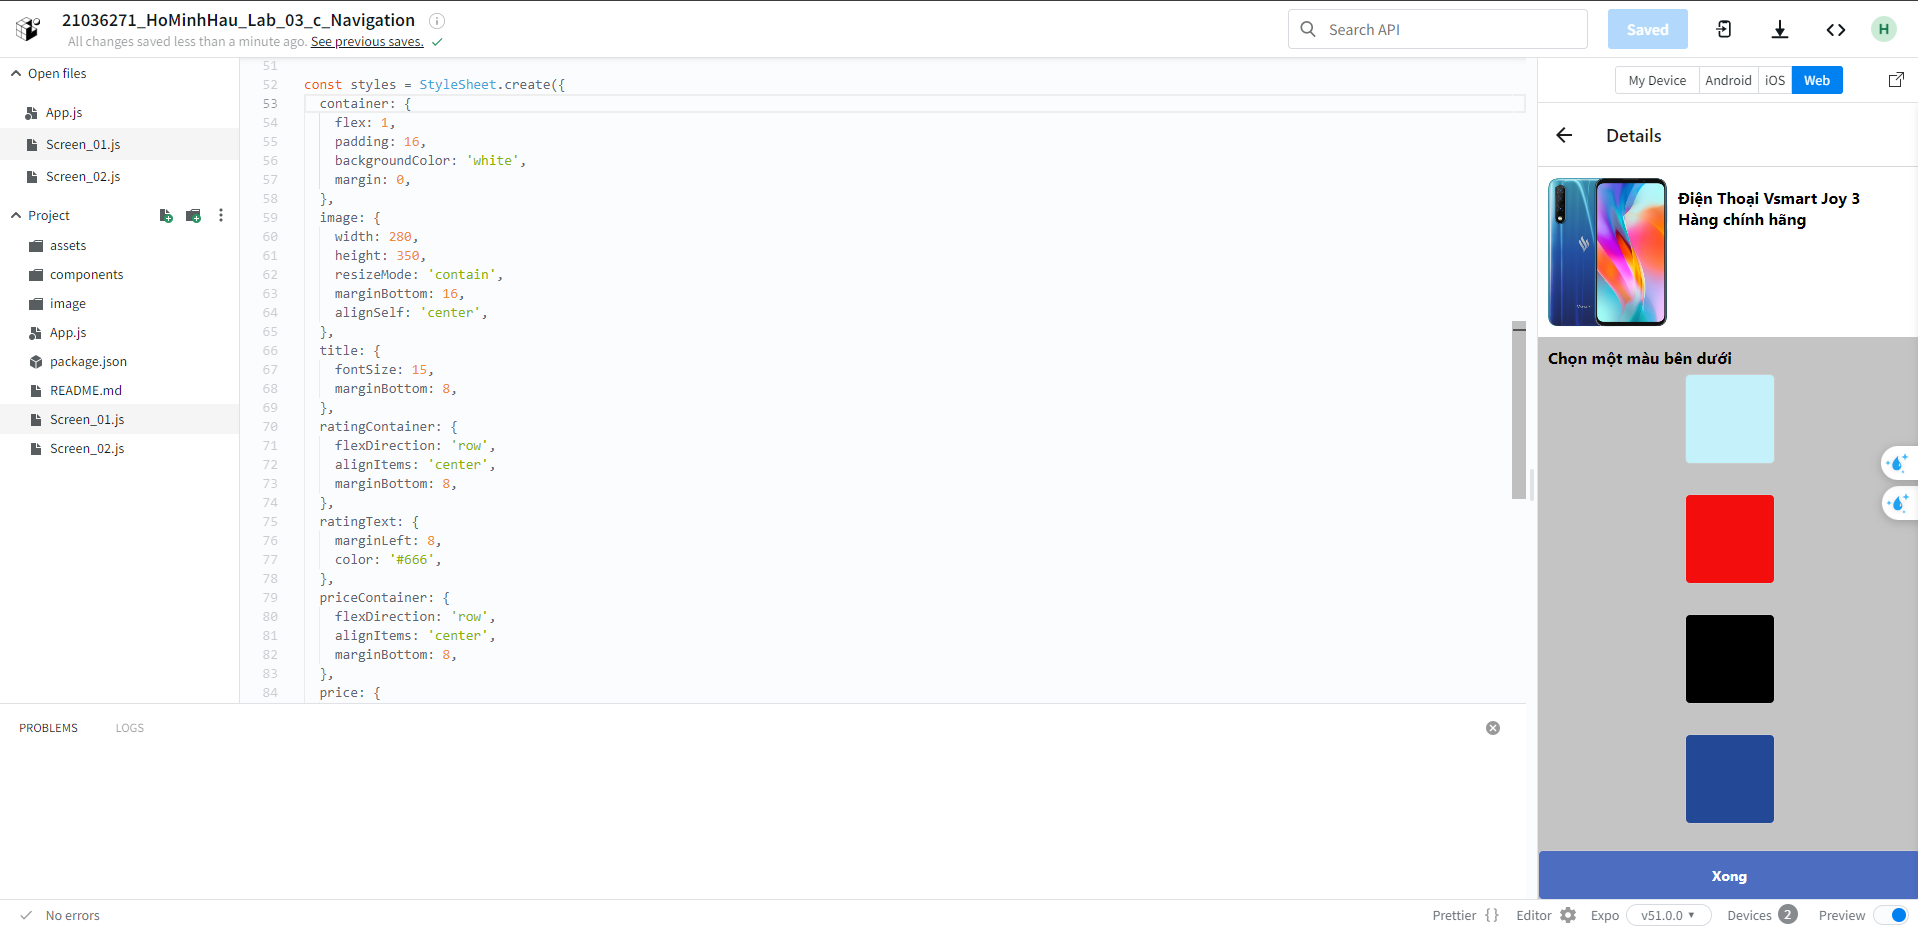 21036271_HoMinhHau_Lab_03_c_Navigation
All changes saved less than a minute ago. See previous saves.
Search API
Saved
H
Open files
App.js
Screen_01.js
Screen_02.js
Project
assets
components
image
App.js
package.json
README.md
Screen_01.js
Screen_02.js
51
52 const styles = StyleSheet.create({
53 container: {
54 flex: 1,
55 padding: 16,
56 backgroundColor: 'white',
57 margin: 0,
58 },
59 image: {
60 width: 280,
61 height: 350,
62 resizeMode: 'contain',
63 marginBottom: 16,
64 alignSelf: 'center',
65 },
66 title: {
67 fontSize: 15,
68 marginBottom: 8,
69 },
70 ratingContainer: {
71 flexDirection: 'row',
72 alignItems: 'center',
73 marginBottom: 8,
74 },
75 ratingText: {
76 marginLeft: 8,
77 color: '#666',
78 },
79 priceContainer: {
80 flexDirection: 'row',
81 alignItems: 'center',
82 marginBottom: 8,
83 },
84 price: {
PROBLEMS LOGS
My Device Android iOS Web
Details
Điện Thoại Vsmart Joy 3
Hàng chính hãng
Chọn một màu bên dưới
Xong
No errors
Prettier { } Editor Expo v51.0.0 Devices 2 Preview